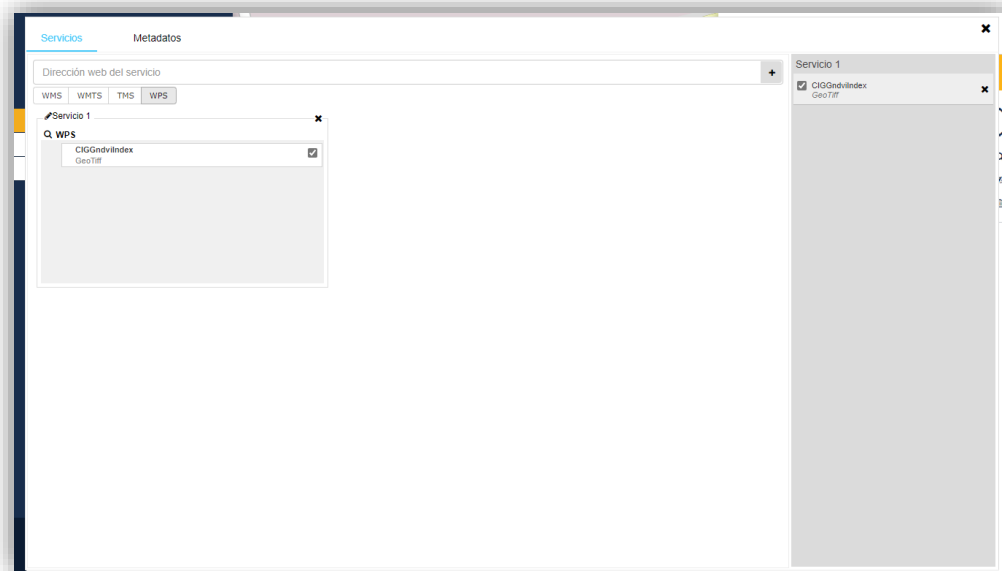 Servicios Metadatos
Dirección web del servicio +
WMS WMTS TMS WPS
Servicio 1
WPS
CIGGndviIndex
GeoTiff
Servicio 1
CIGGndviIndex
GeoTiff